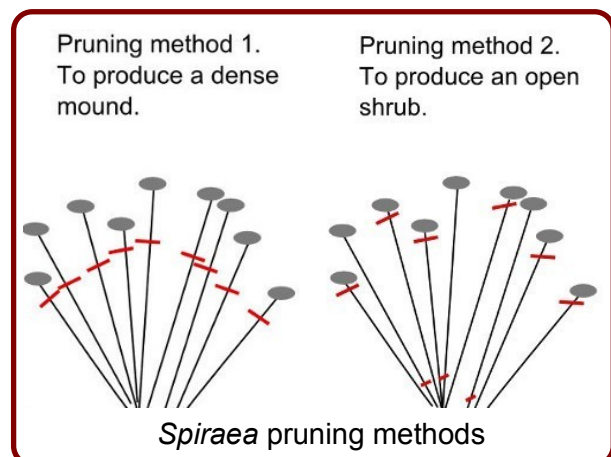 Pruning method 1.
To produce a dense
mound.
Pruning method 2.
To produce an open
shrub.
Spiraea pruning methods